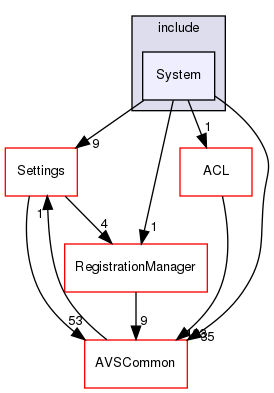 include
System
9
1
Settings
ACL
1
4
1
RegistrationManager
53
9
35
AVSCommon